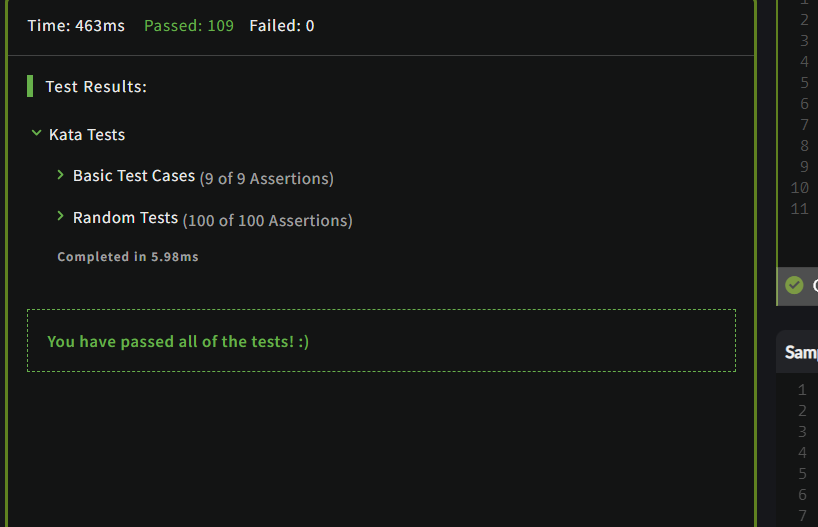 Time: 463ms Passed: 109 Failed: 0
Test Results:
Kata Tests
Basic Test Cases (9 of 9 Assertions)
Random Tests (100 of 100 Assertions)
Completed in 5.98ms
You have passed all of the tests! :)
2
3
4
5
6
7
8
9
10
11
Sam
1
2
3
4
5
6
7